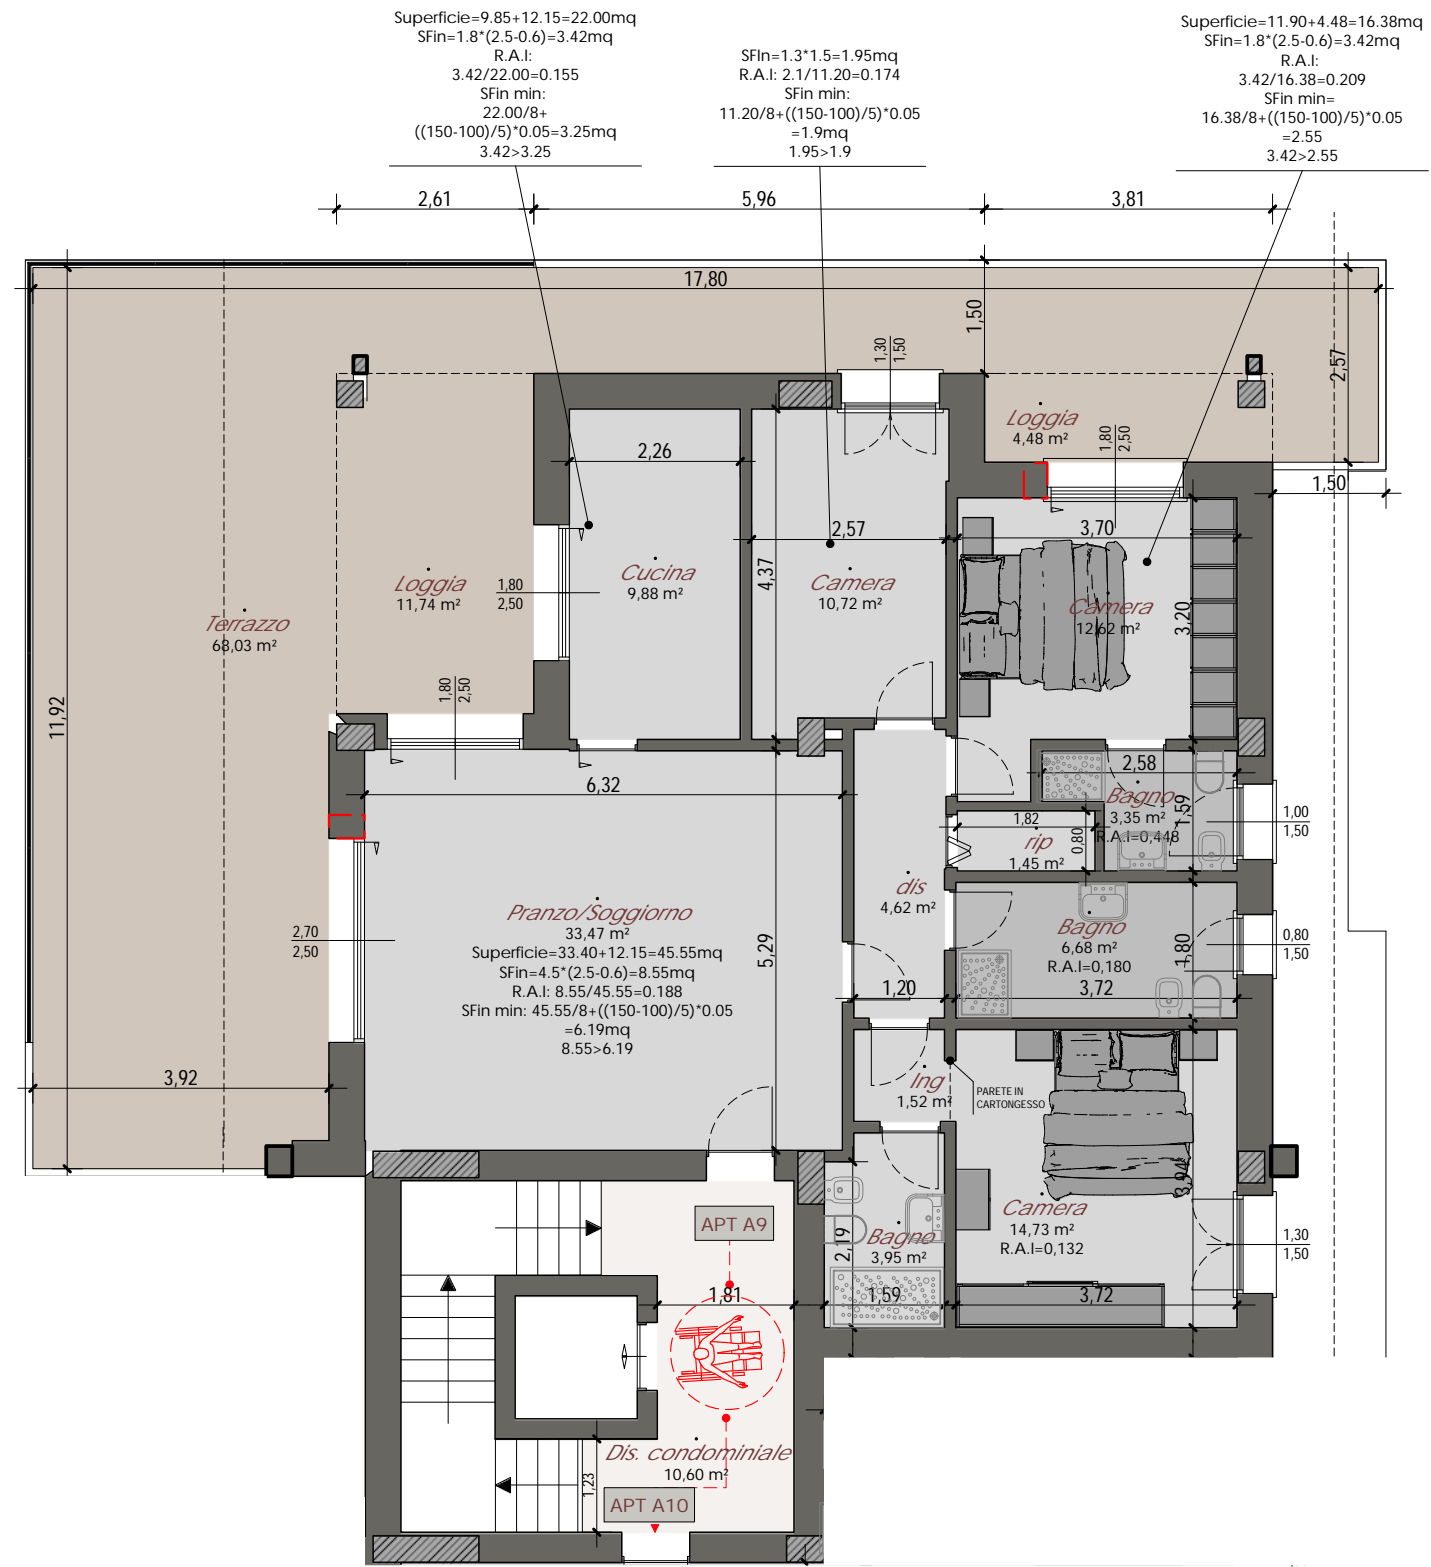 Superficie=9.85+12.15=22.00mq
SFin=1.8*(2.5-0.6)=3.42mq
R.A.I:
3.42/22.00=0.155
SFin min:
22.00/8+
((150-100)/5)*0.05=3.25mq
3.42>3.25
SFIn=1.3*1.5=1.95mq
R.A.I: 2.1/11.20=0.174
SFin min:
11.20/8+((150-100)/5)*0.05
=1.9mq
1.95>1.9
Superficie=11.90+4.48=16.38mq
SFin=1.8*(2.5-0.6)=3.42mq
R.A.I:
3.42/16.38=0.209
SFin min=
16.38/8+((150-100)/5)*0.05
=2.55
3.42>2.55
2,61
5,96
3,81
17,80
1,50
2,57
1,30
1,50
Loggia
4,48 m²
1,80
2,50
1,50
2,26
2,57
3,70
4,37
Cucina
9,88 m²
Camera
10,72 m²
Camera
12,62 m²
3,20
Loggia
11,74 m²
1,80
2,50
Terrazzo
68,03 m²
1,80
2,50
11,92
6,32
2,58
Bagno
3,35 m²
R.A.I=0,448
1,59
1,00
1,50
1,82
rip
1,45 m²
0,80
dis
4,62 m²
Pranzo/Soggiorno
33,47 m²
Superficie=33.40+12.15=45.55mq
SFin=4.5*(2.5-0.6)=8.55mq
R.A.I: 8.55/45.55=0.188
SFin min: 45.55/8+((150-100)/5)*0.05
=6.19mq
8.55>6.19
2,70
2,50
5,29
Bagno
6,68 m²
R.A.I=0,180
1,80
0,80
1,50
1,20
3,72
3,92
Ing
1,52 m²
PARETE IN
CARTONGESSO
3,94
Camera
14,73 m²
R.A.I=0,132
1,30
1,50
APT A9
2,19
Bagno
3,95 m²
1,81
1,59
3,72
Dis. condominiale
10,60 m²
1,23
APT A10